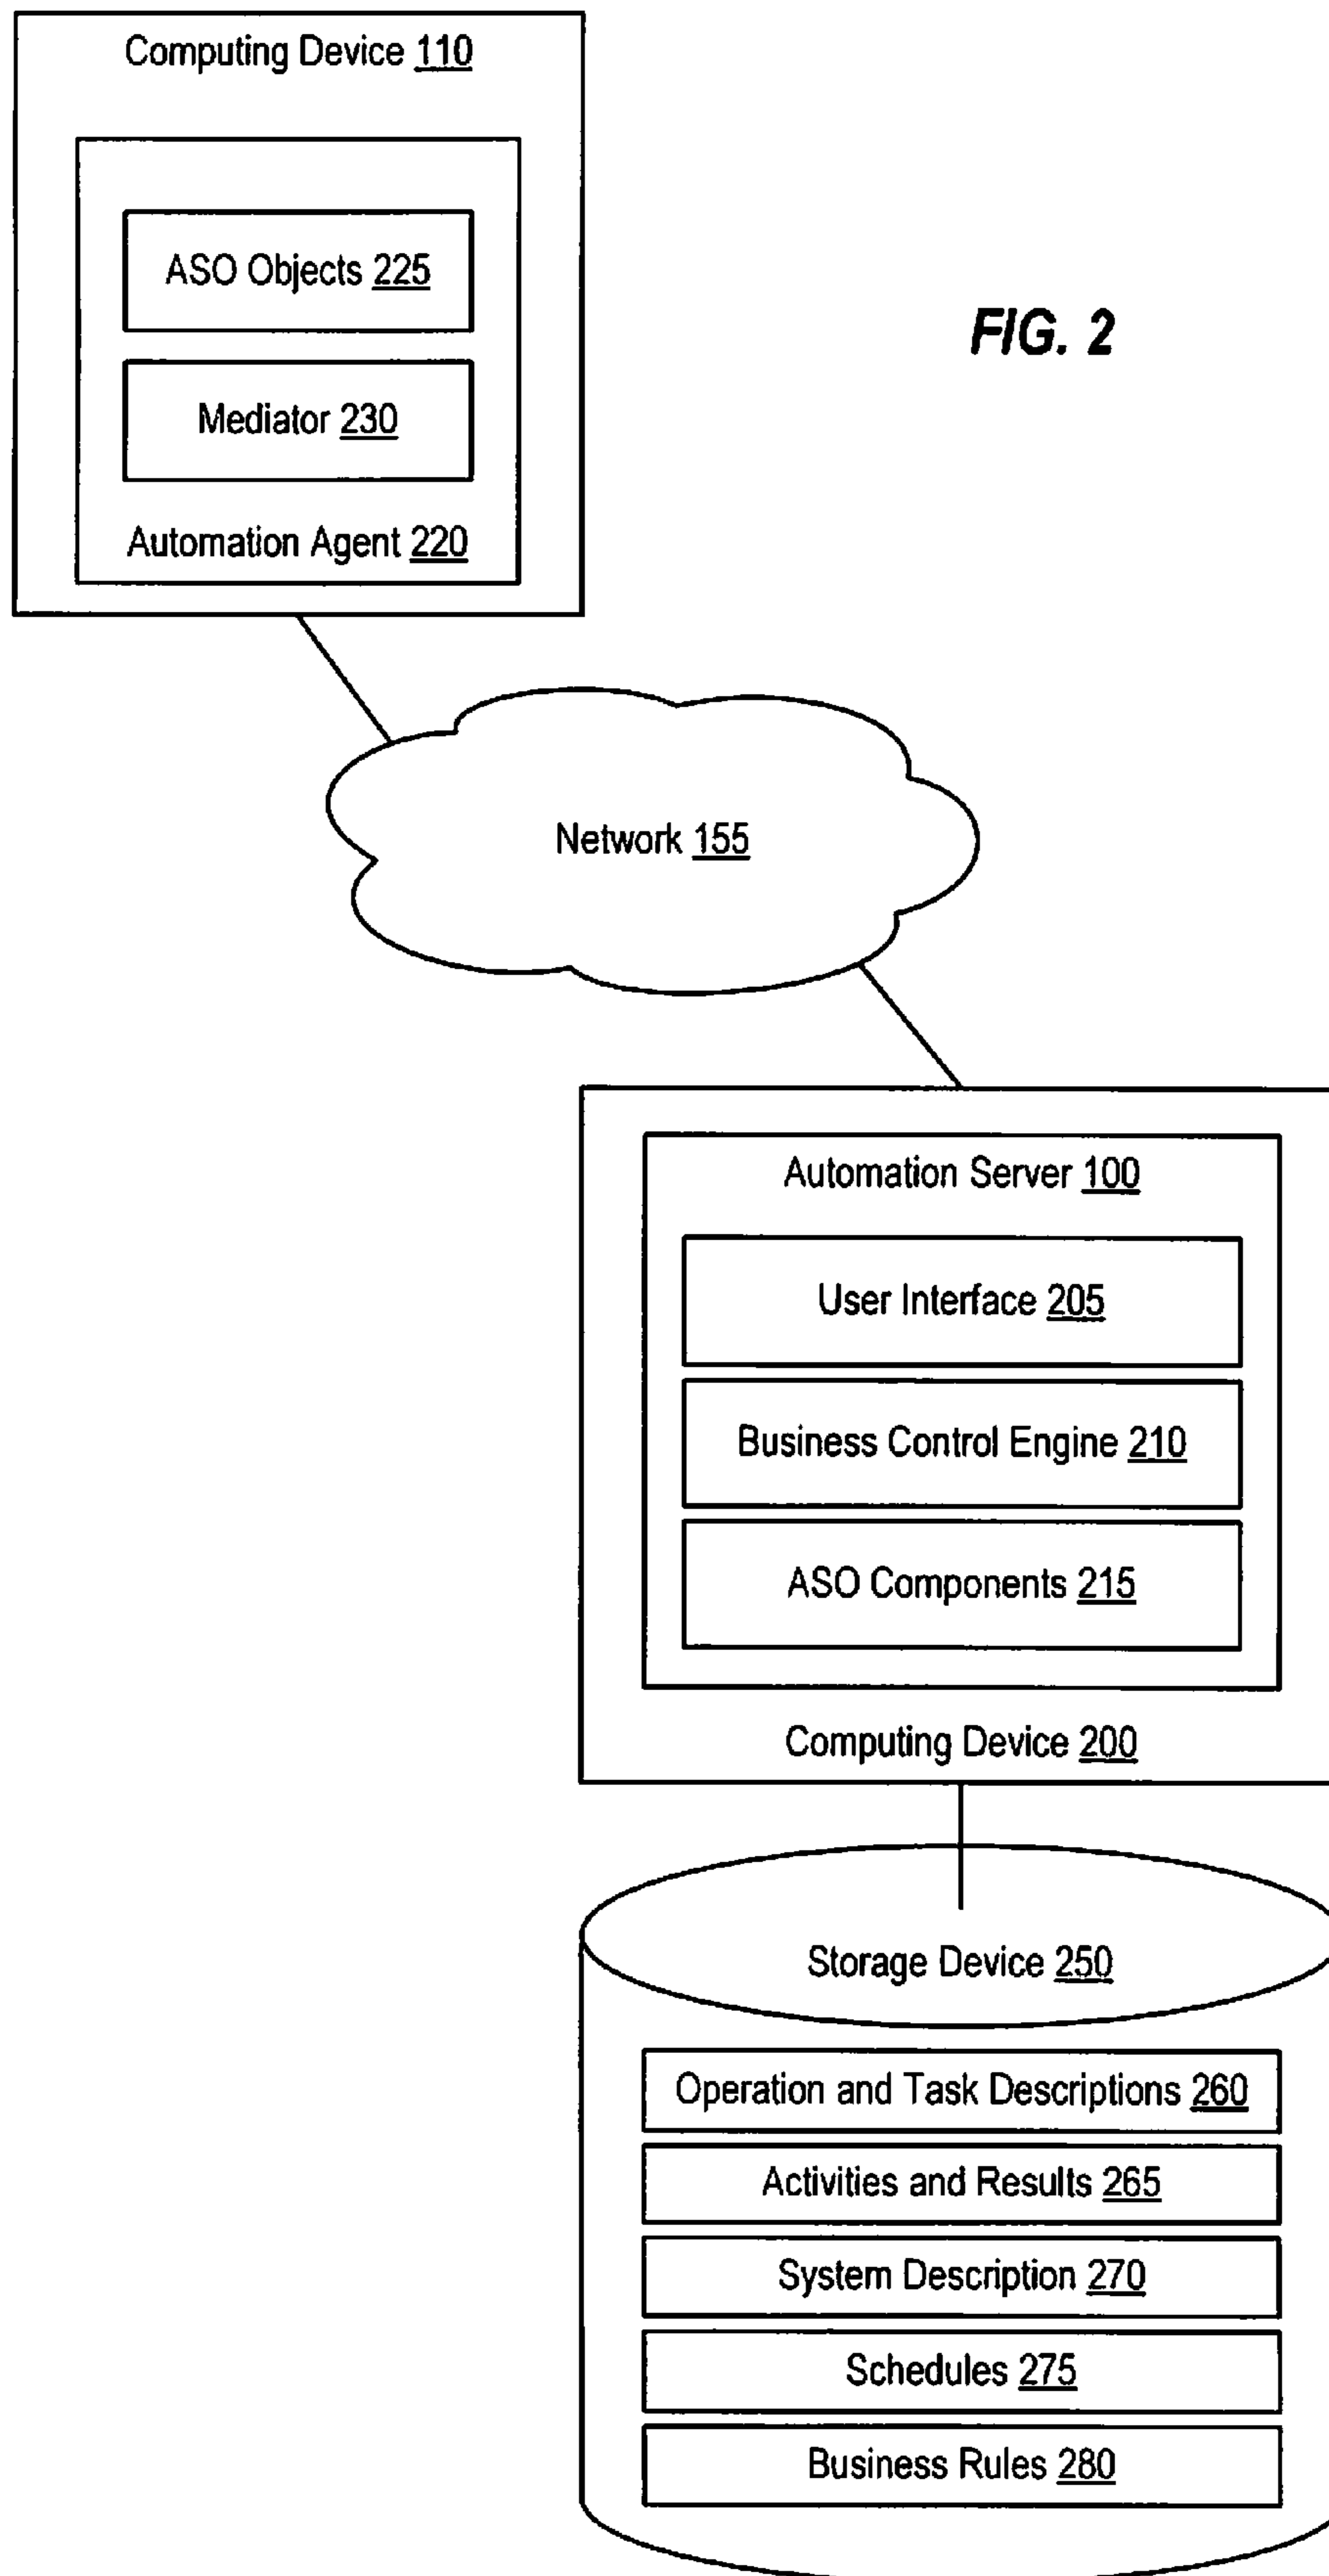 Computing Device 110
ASO Objects 225
FIG. 2
Mediator 230
Automation Agent 220
Network 155
Automation Server 100
User Interface 205
Business Control Engine 210
ASO Components 215
Computing Device 200
Storage Device 250
Operation and Task Descriptions 260
Activities and Results 265
System Description 270
Schedules 275
Business Rules 280